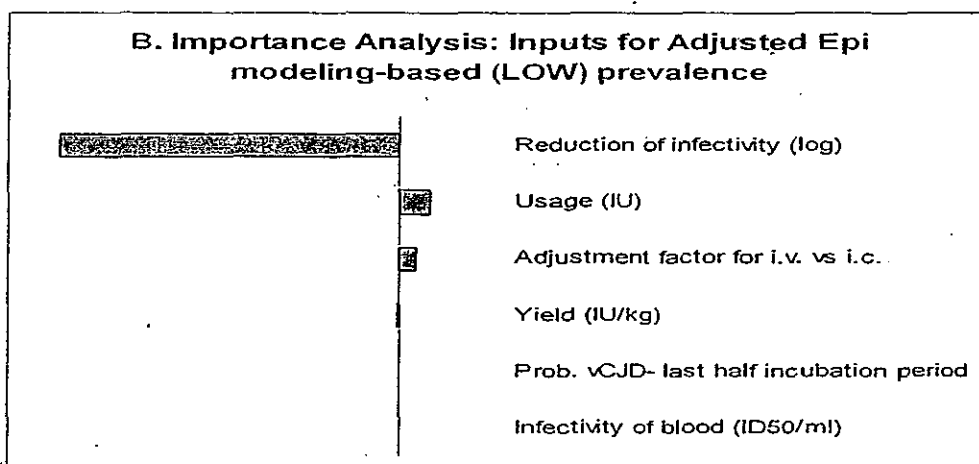 B. Importance Analysis: Inputs for Adjusted Epi
modeling-based (LOW) prevalence
Reduction of infectivity (log)
Usage (IU)
Adjustment factor for i.v. vs i.c.
Yield (IU/kg)
Prob. vCJD- last half incubation period
Infectivity of blood (ID50/ml)